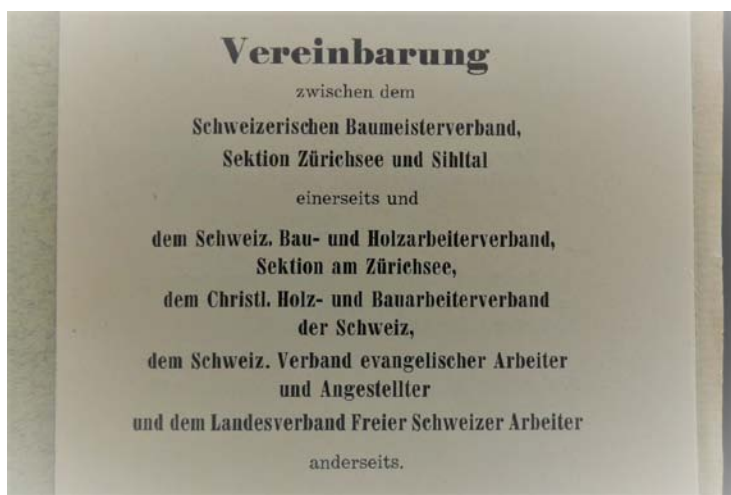 Vereinbarung
zwischen dem
Schweizerischen Baumeisterverband,
Sektion Zürichsee und Sihltal
einerseits und
dem Schweiz. Bau- und Holzarbeiterverband,
Sektion am Zürichsee,
dem Christl. Holz- und Bauarbeiterverband
der Schweiz,
dem Schweiz. Verband evangelischer Arbeiter
und Angestellter
und dem Landesverband Freier Schweizer Arbeiter
anderseits.